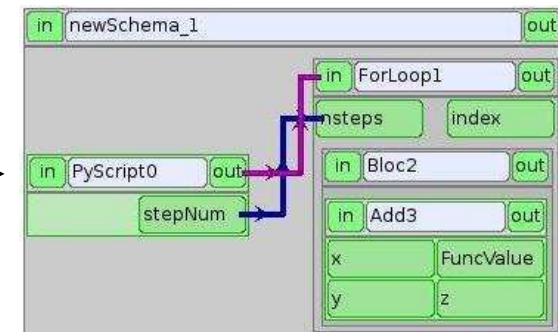 in newSchema_1 out
in ForLoop1 out
nsteps index
in PyScript0 out
stepNum
in Bloc2 out
in Add3 out
x FuncValue
y z